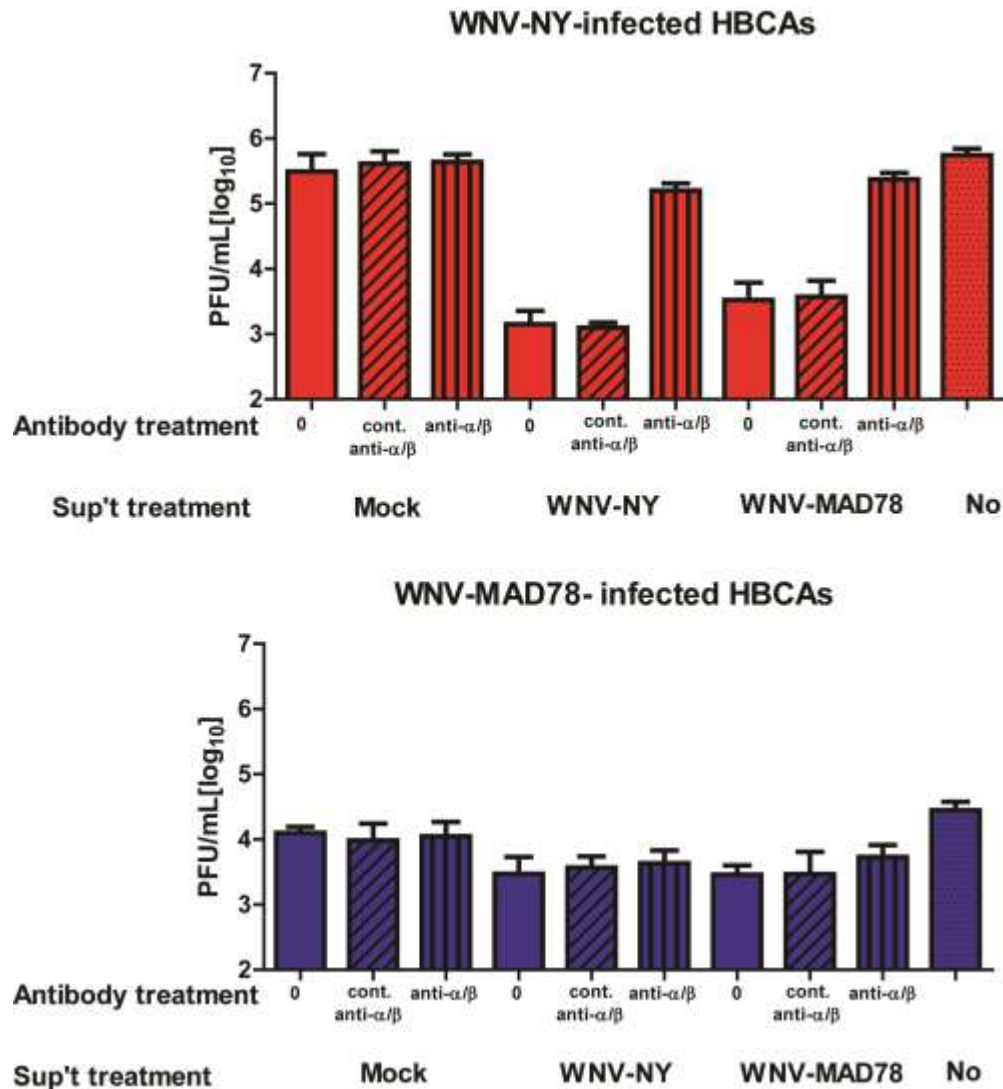 WNV-NY-infected HBCAs
7
6
5
4
3
2
PFU/mL[log10]
Antibody treatment 0 cont. anti-α/β anti-α/β 0 cont. anti-α/β anti-α/β 0 cont. anti-α/β anti-α/β
Sup't treatment Mock WNV-NY WNV-MAD78 No
WNV-MAD78- infected HBCAs
7
6
5
4
3
2
PFU/mL[log10]
Antibody treatment 0 cont. anti-α/β anti-α/β 0 cont. anti-α/β anti-α/β 0 cont. anti-α/β anti-α/β
Sup't treatment Mock WNV-NY WNV-MAD78 No